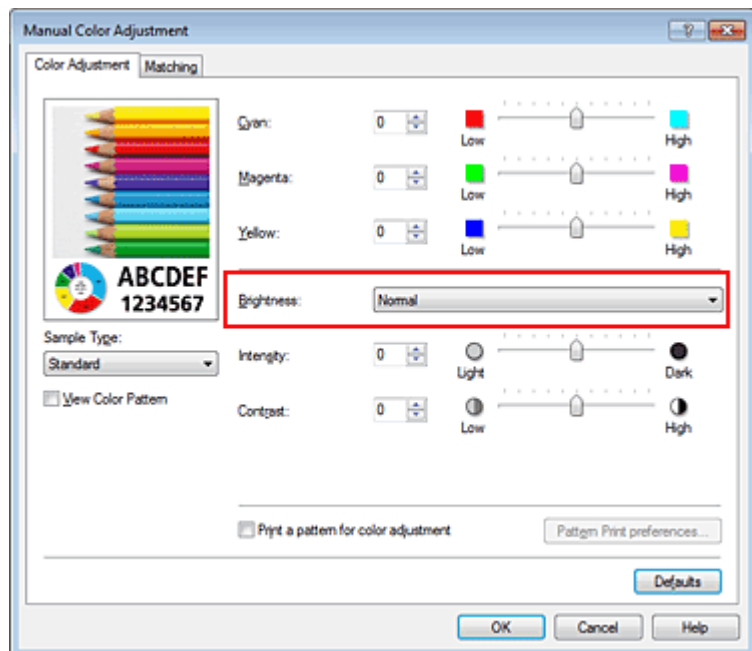 Manual Color Adjustment
Color Adjustment Matching
Cyan: 0 Low High
Magenta: 0 Low High
Yellow: 0 Low High
ABCDEF
1234567
Brightness: Normal
Sample Type:
Standard
View Color Pattern
Intensity: 0 Light Dark
Contrast: 0 Low High
Print a pattern for color adjustment Pattern Print preferences...
Defaults
OK Cancel Help